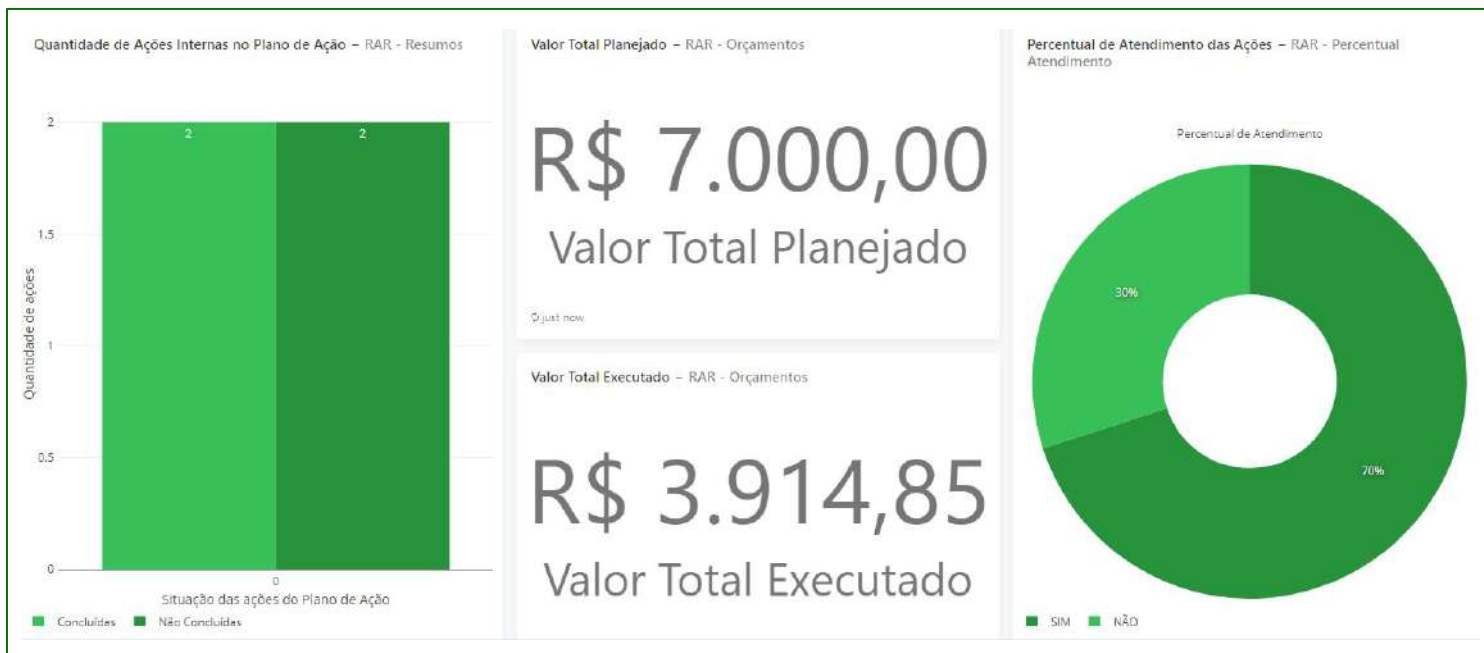 Quantidade de Ações Internas no Plano de Ação – RAR - Resumos
2
2
2
1.5
1
0.5
0
Quantidade de ações
0
Situação das ações do Plano de Ação
Concluídas
Não Concluídas
Valor Total Planejado – RAR - Orçamentos
R$ 7.000,00
Valor Total Planejado
just now
Valor Total Executado – RAR - Orçamentos
R$ 3.914,85
Valor Total Executado
Percentual de Atendimento das Ações – RAR - Percentual
Atendimento
Percentual de Atendimento
30%
70%
SIM
NÃO